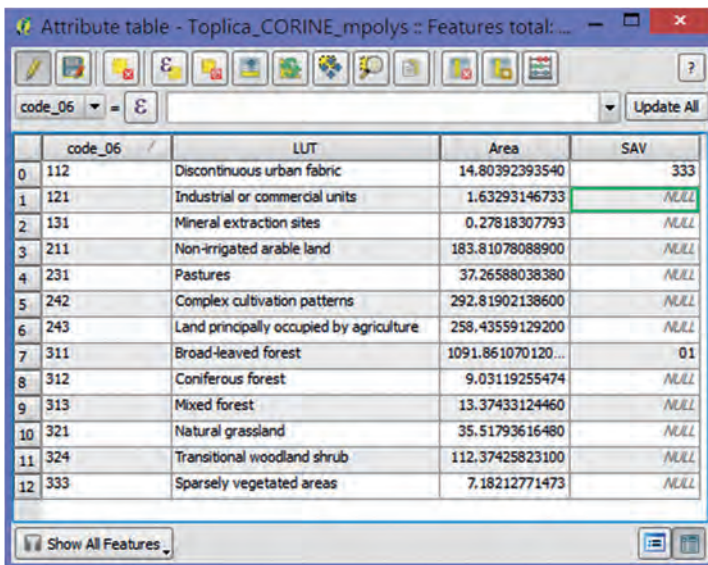 Attribute table - Toplica_CORINE_mpolys :: Features total: ...
?
code_06 = ε Update All
code_06 LUT Area SAV
0 112 Discontinuous urban fabric 14.80392393540 333
1 121 Industrial or commercial units 1.63293146733 NULL
2 131 Mineral extraction sites 0.27818307793 NULL
3 211 Non-irrigated arable land 183.81078088900 NULL
4 231 Pastures 37.26588038380 NULL
5 242 Complex cultivation patterns 292.81902138600 NULL
6 243 Land principally occupied by agriculture 258.43559129200 NULL
7 311 Broad-leaved forest 1091.861070120... 01
8 312 Coniferous forest 9.03119255474 NULL
9 313 Mixed forest 13.37433124460 NULL
10 321 Natural grassland 35.51793616480 NULL
11 324 Transitional woodland shrub 112.37425823100 NULL
12 333 Sparsely vegetated areas 7.18212771473 NULL
Show All Features